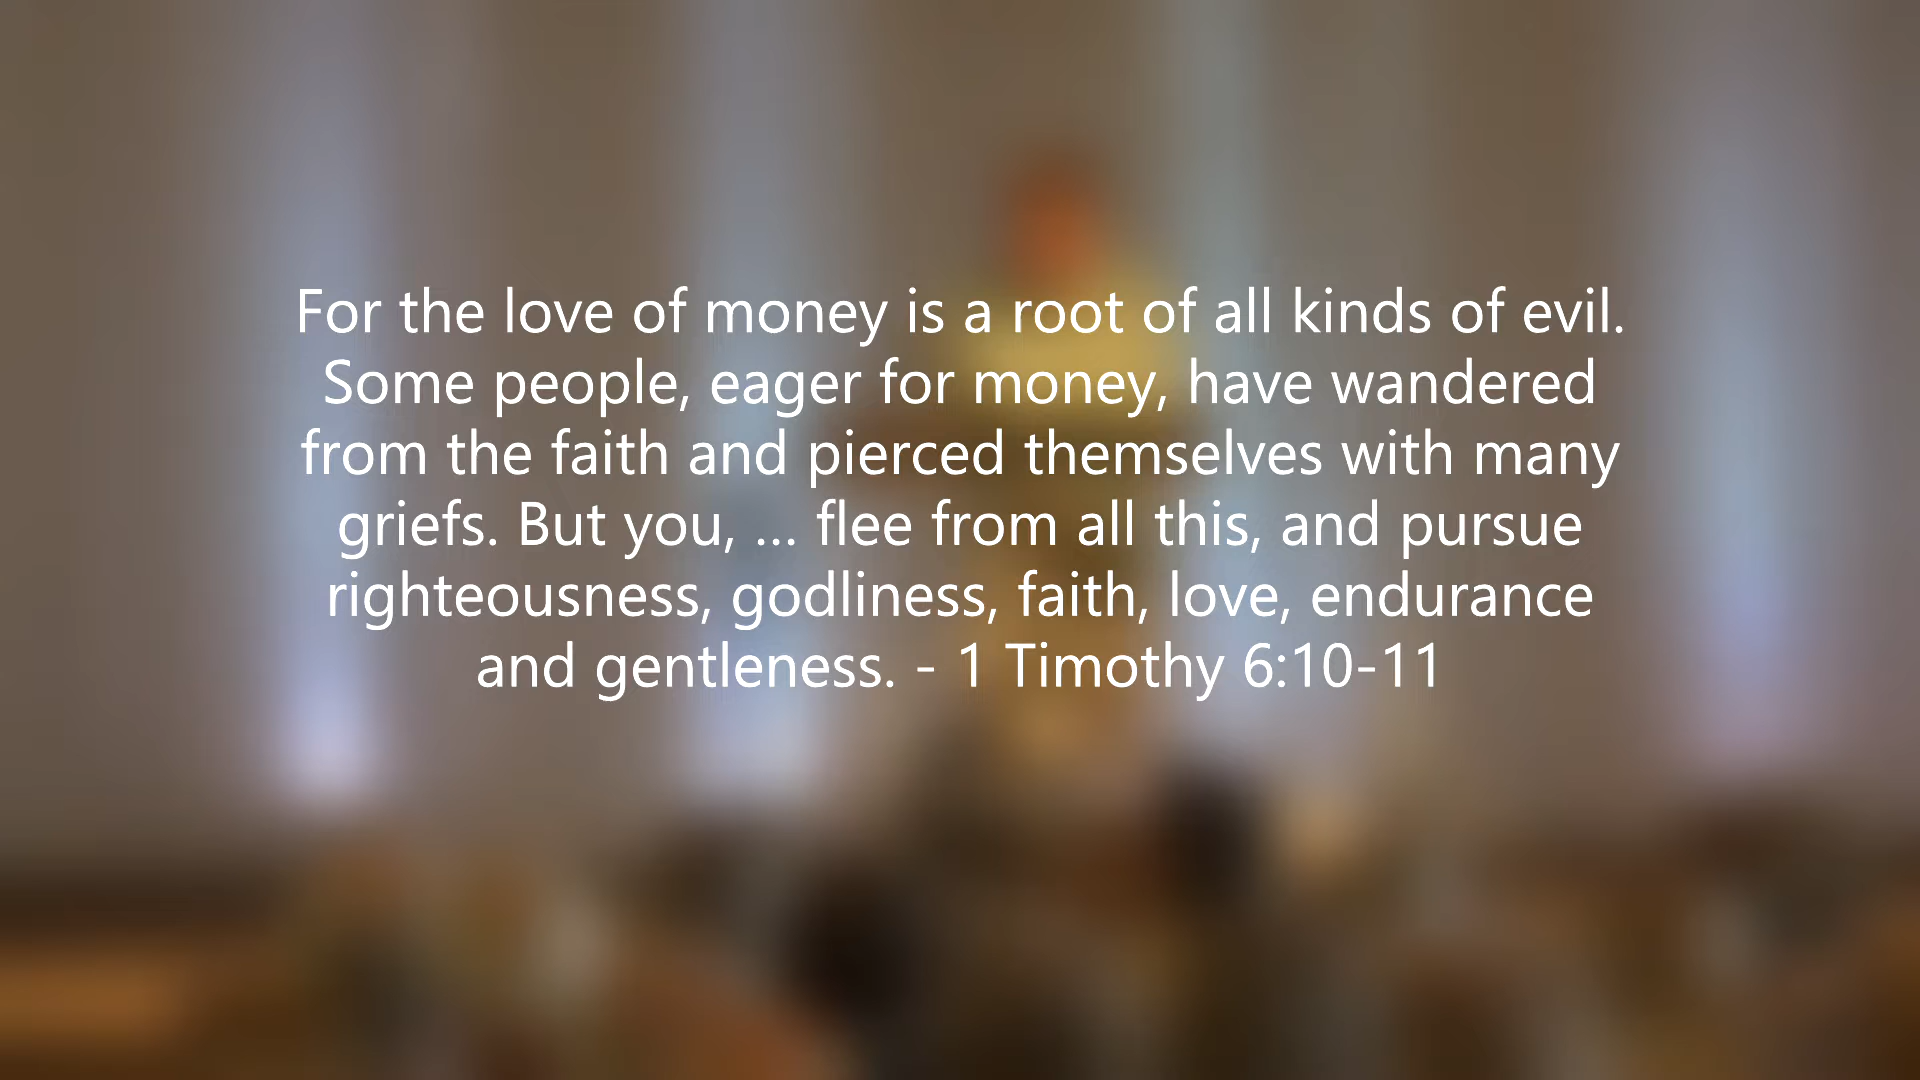 For the love of money is a root of all kinds of evil.
Some people, eager for money, have wandered
from the faith and pierced themselves with many
griefs. But you, ... flee from all this, and pursue
righteousness, godliness, faith, love, endurance
and gentleness. - 1 Timothy 6:10-11